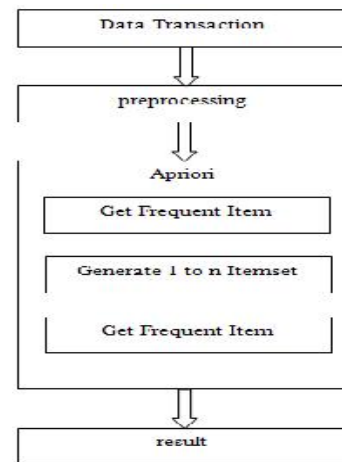 Data Transaction
preprocessing
Apriori
Get Frequent Item
Generate 1 to n Itemset
Get Frequent Item
result